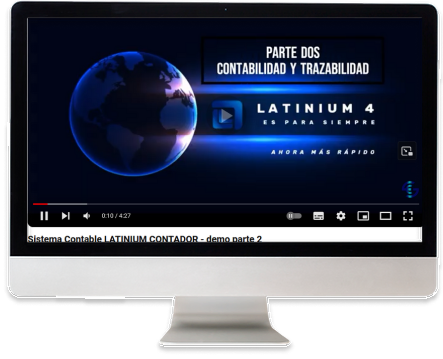 PARTE DOS
CONTABILIDAD Y TRAZABILIDAD
LATINIUM 4
ES PARA SIEMPRE
AHORA MÁS RÁPIDO
0:10 / 4:27
Sistema Contable LATINIUM CONTADOR - demo parte 2